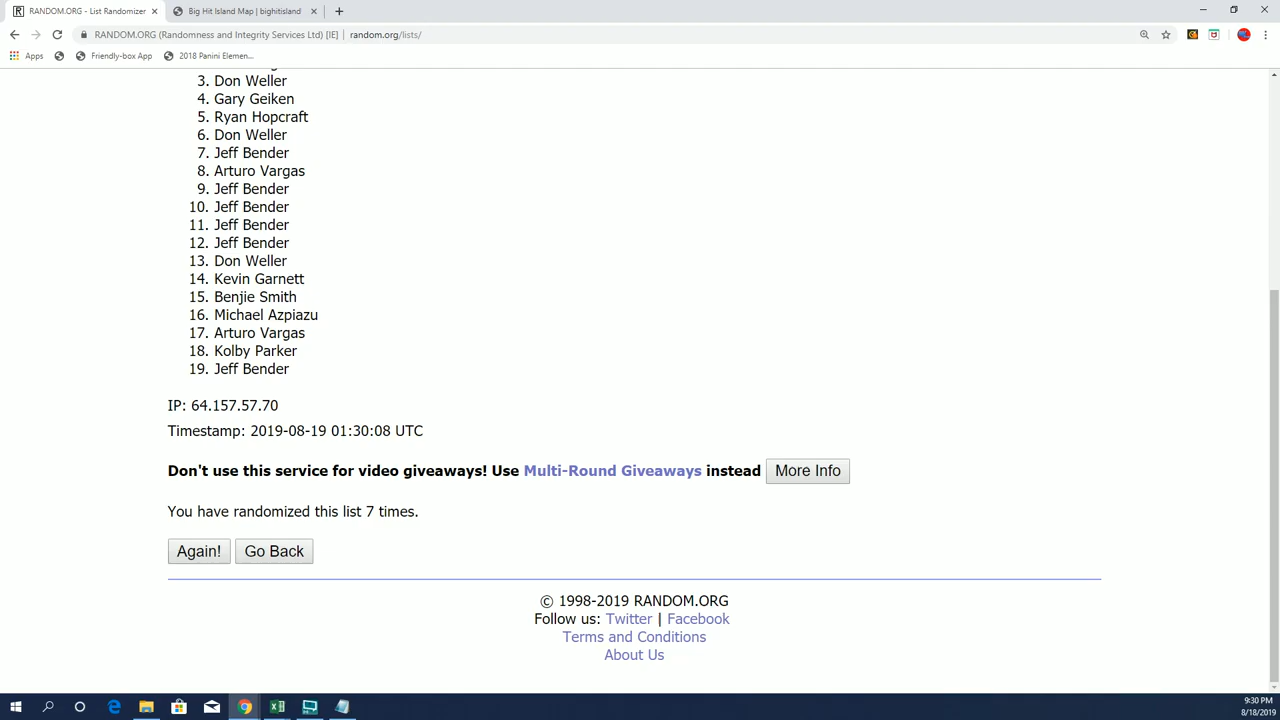 RANDOM.ORG - List Randomizer
Big Hit Island Map | bighitisland
RANDOM.ORG (Randomness and Integrity Services Ltd) [IE] | random.org/lists/
Apps
Friendly-box App
2018 Panini Elemen...
3. Don Weller
4. Gary Geiken
5. Ryan Hopcraft
6. Don Weller
7. Jeff Bender
8. Arturo Vargas
9. Jeff Bender
10. Jeff Bender
11. Jeff Bender
12. Jeff Bender
13. Don Weller
14. Kevin Garnett
15. Benjie Smith
16. Michael Azpiazu
17. Arturo Vargas
18. Kolby Parker
19. Jeff Bender
IP: 64.157.57.70
Timestamp: 2019-08-19 01:30:08 UTC
Don't use this service for video giveaways! Use Multi-Round Giveaways instead More Info
You have randomized this list 7 times.
Again! Go Back
© 1998-2019 RANDOM.ORG
Follow us: Twitter | Facebook
Terms and Conditions
About Us
9:30 PM
8/18/2019